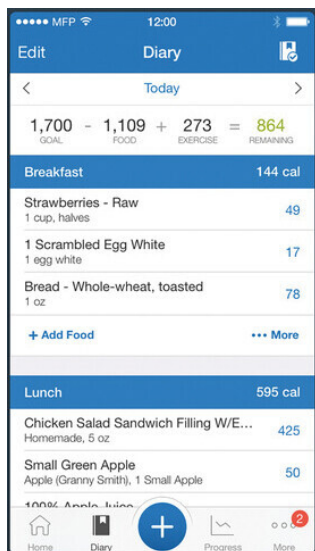 MFP 12:00
Edit Diary
Today
1,700 - 1,109 + 273 = 864
GOAL FOOD EXERCISE REMAINING
Breakfast 144 cal
Strawberries - Raw
1 cup, halves
49
1 Scrambled Egg White
1 egg white
17
Bread - Whole-wheat, toasted
1 oz
78
+ Add Food ••• More
Lunch 595 cal
Chicken Salad Sandwich Filling W/E...
Homemade, 5 oz
425
Small Green Apple
Apple (Granny Smith), 1 Small Apple
50
100% Apple Juice
2
Home Diary Progress More